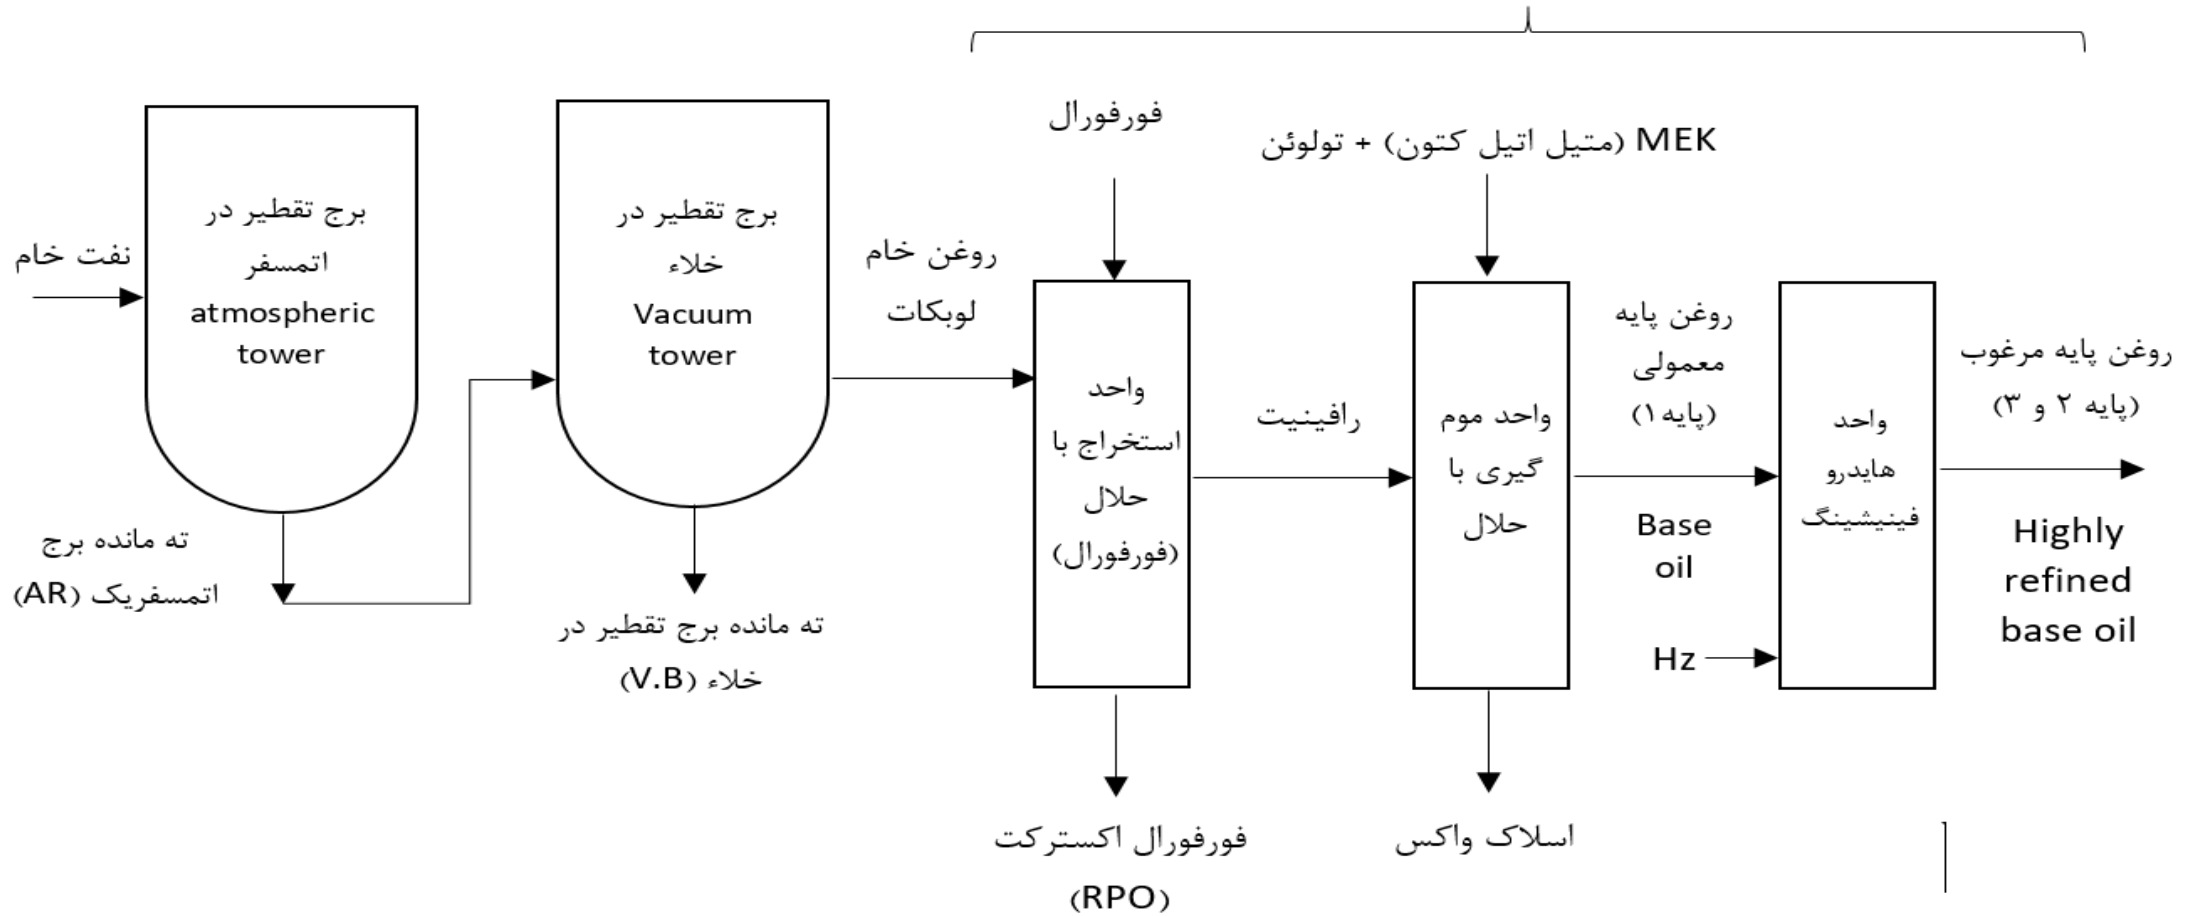 نفت خام
برج تقطیر در
اتمسفر
atmospheric
tower
ته مانده برج
اتمسفریک (AR)
برج تقطیر در
خلاء
Vacuum
tower
ته مانده برج تقطیر در
خلاء (V.B)
روغن خام
لوبکات
فورفورال
واحد
استخراج با
حلال
(فورفورال)
فورفورال اکسترکت
(RPO)
رافینیت
MEK (متیل اتیل کتون) + تولوئن
واحد موم
گیری با
حلال
اسلاک واکس
روغن پایه
معمولی
(پایه۱)
Base
oil
Hz
واحد
هایدرو
فینیشینگ
روغن پایه مرغوب
(پایه ۲ و ۳)
Highly
refined
base oil